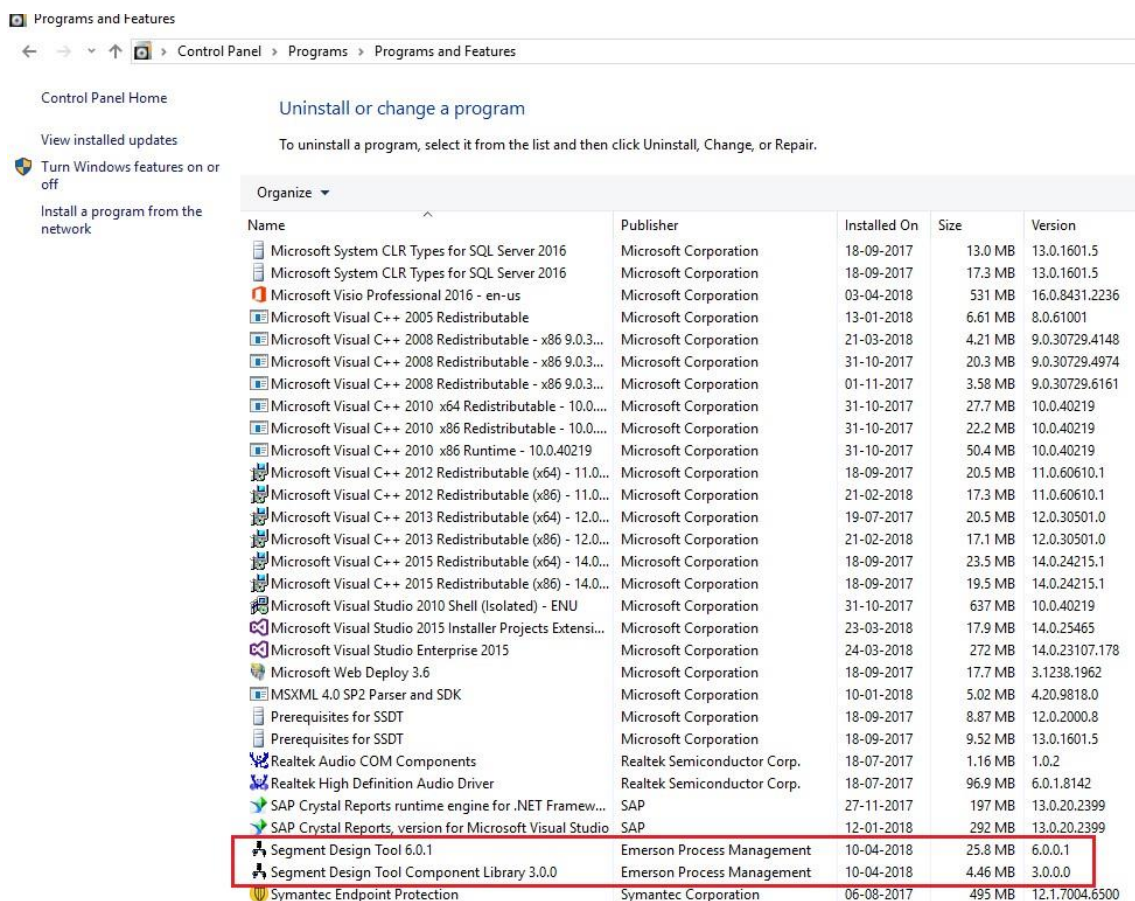 Programs and Features
Control Panel > Programs > Programs and Features
Control Panel Home
View installed updates
Turn Windows features on or
off
Install a program from the
network
Uninstall or change a program
To uninstall a program, select it from the list and then click Uninstall, Change, or Repair.
Organize
Name Publisher Installed On Size Version
Microsoft System CLR Types for SQL Server 2016 Microsoft Corporation 18-09-2017 13.0 MB 13.0.1601.5
Microsoft System CLR Types for SQL Server 2016 Microsoft Corporation 18-09-2017 17.3 MB 13.0.1601.5
Microsoft Visio Professional 2016 - en-us Microsoft Corporation 03-04-2018 531 MB 16.0.8431.2236
Microsoft Visual C++ 2005 Redistributable Microsoft Corporation 13-01-2018 6.61 MB 8.0.61001
Microsoft Visual C++ 2008 Redistributable - x86 9.0.3... Microsoft Corporation 21-03-2018 4.21 MB 9.0.30729.4148
Microsoft Visual C++ 2008 Redistributable - x86 9.0.3... Microsoft Corporation 31-10-2017 20.3 MB 9.0.30729.4974
Microsoft Visual C++ 2008 Redistributable - x86 9.0.3... Microsoft Corporation 01-11-2017 3.58 MB 9.0.30729.6161
Microsoft Visual C++ 2010 x64 Redistributable - 10.0.... Microsoft Corporation 31-10-2017 27.7 MB 10.0.40219
Microsoft Visual C++ 2010 x86 Redistributable - 10.0.... Microsoft Corporation 31-10-2017 22.2 MB 10.0.40219
Microsoft Visual C++ 2010 x86 Runtime - 10.0.40219 Microsoft Corporation 31-10-2017 50.4 MB 10.0.40219
Microsoft Visual C++ 2012 Redistributable (x64) - 11.0... Microsoft Corporation 18-09-2017 20.5 MB 11.0.60610.1
Microsoft Visual C++ 2012 Redistributable (x86) - 11.0... Microsoft Corporation 21-02-2018 17.3 MB 11.0.60610.1
Microsoft Visual C++ 2013 Redistributable (x64) - 12.0... Microsoft Corporation 19-07-2017 20.5 MB 12.0.30501.0
Microsoft Visual C++ 2013 Redistributable (x86) - 12.0... Microsoft Corporation 21-02-2018 17.1 MB 12.0.30501.0
Microsoft Visual C++ 2015 Redistributable (x64) - 14.0... Microsoft Corporation 18-09-2017 23.5 MB 14.0.24215.1
Microsoft Visual C++ 2015 Redistributable (x86) - 14.0... Microsoft Corporation 18-09-2017 19.5 MB 14.0.24215.1
Microsoft Visual Studio 2010 Shell (Isolated) - ENU Microsoft Corporation 31-10-2017 637 MB 10.0.40219
Microsoft Visual Studio 2015 Installer Projects Extensi... Microsoft Corporation 23-03-2018 17.9 MB 14.0.25465
Microsoft Visual Studio Enterprise 2015 Microsoft Corporation 24-03-2018 272 MB 14.0.23107.178
Microsoft Web Deploy 3.6 Microsoft Corporation 18-09-2017 17.7 MB 3.1238.1962
MSXML 4.0 SP2 Parser and SDK Microsoft Corporation 10-01-2018 5.02 MB 4.20.9818.0
Prerequisites for SSDT Microsoft Corporation 18-09-2017 8.87 MB 12.0.2000.8
Prerequisites for SSDT Microsoft Corporation 18-09-2017 9.52 MB 13.0.1601.5
Realtek Audio COM Components Realtek Semiconductor Corp. 18-07-2017 1.16 MB 1.0.2
Realtek High Definition Audio Driver Realtek Semiconductor Corp. 18-07-2017 96.9 MB 6.0.1.8142
SAP Crystal Reports runtime engine for .NET Framew... SAP 27-11-2017 197 MB 13.0.20.2399
SAP Crystal Reports, version for Microsoft Visual Studio SAP 12-01-2018 292 MB 13.0.20.2399
Segment Design Tool 6.0.1 Emerson Process Management 10-04-2018 25.8 MB 6.0.0.1
Segment Design Tool Component Library 3.0.0 Emerson Process Management 10-04-2018 4.46 MB 3.0.0.0
Symantec Endpoint Protection Symantec Corporation 06-08-2017 495 MB 12.1.7004.6500